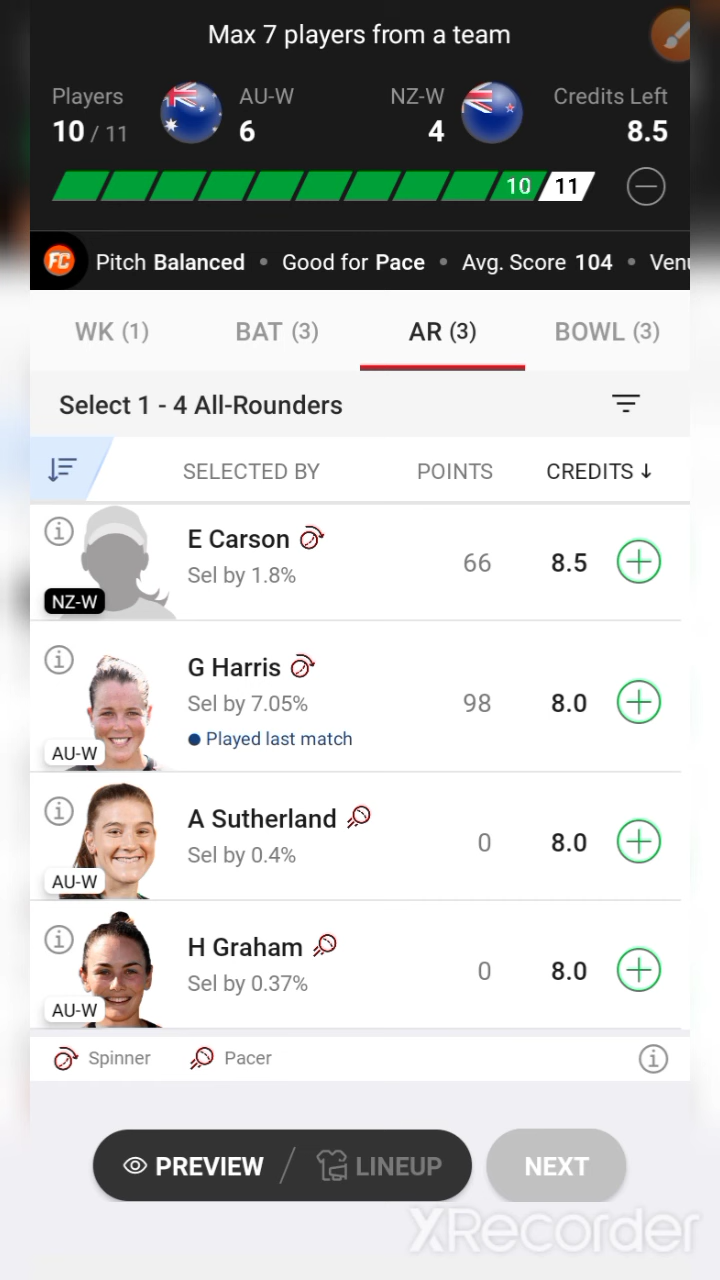 Max 7 players from a team
Players AU-W NZ-W Credits Left
10 / 11 6 4 8.5
10 11
FC Pitch Balanced • Good for Pace • Avg. Score 104 • Venu
WK (1) BAT (3) AR (3) BOWL (3)
Select 1 - 4 All-Rounders
SELECTED BY POINTS CREDITS ↓
E Carson
Sel by 1.8% 66 8.5
NZ-W
G Harris
Sel by 7.05% 98 8.0
Played last match
AU-W
A Sutherland
Sel by 0.4% 0 8.0
AU-W
H Graham
Sel by 0.37% 0 8.0
AU-W
Spinner Pacer
PREVIEW / LINEUP NEXT
XRecorder